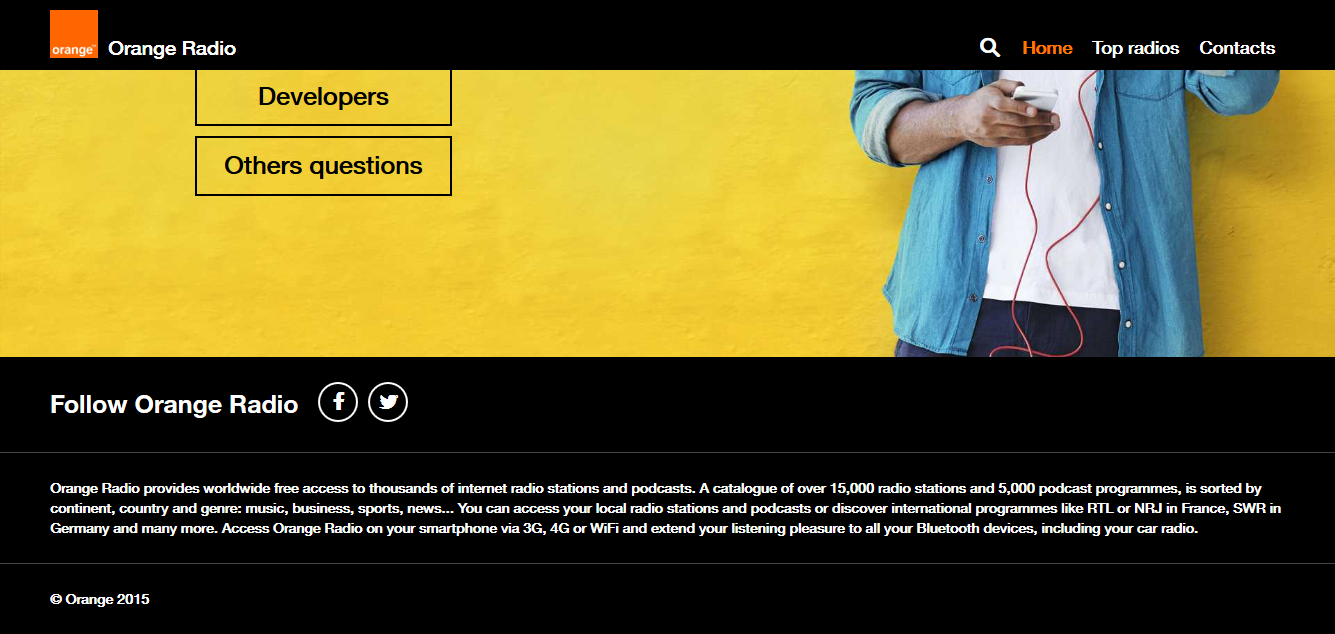 orange™
Orange Radio
Home
Top radios
Contacts
Developers
Others questions
Follow Orange Radio
Orange Radio provides worldwide free access to thousands of internet radio stations and podcasts. A catalogue of over 15,000 radio stations and 5,000 podcast programmes, is sorted by
continent, country and genre: music, business, sports, news... You can access your local radio stations and podcasts or discover international programmes like RTL or NRJ in France, SWR in
Germany and many more. Access Orange Radio on your smartphone via 3G, 4G or WiFi and extend your listening pleasure to all your Bluetooth devices, including your car radio.
© Orange 2015